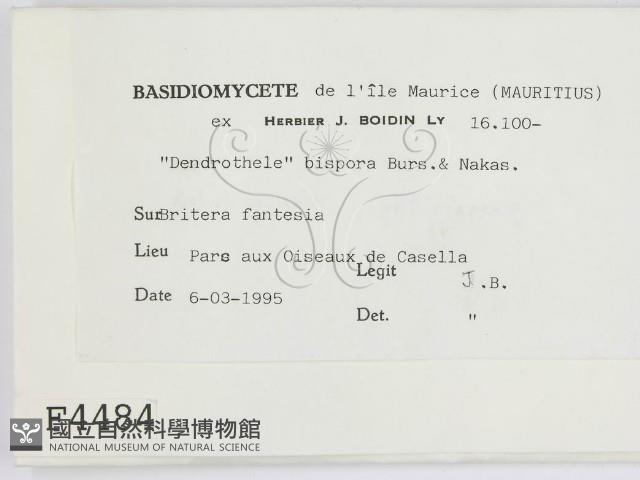 BASIDIOMYCETE de l'île Maurice (MAURITIUS)
ex HERBIER J. BOIDIN LY 16.100-
"Dendrothele" bispora Burs.& Nakas.
Sur Britera fantesia
Lieu Parc aux Oiseaux de Casella
Legit J.B.
Date 6-03-1995
Det. "
F4484
國立自然科學博物館
NATIONAL MUSEUM OF NATURAL SCIENCE